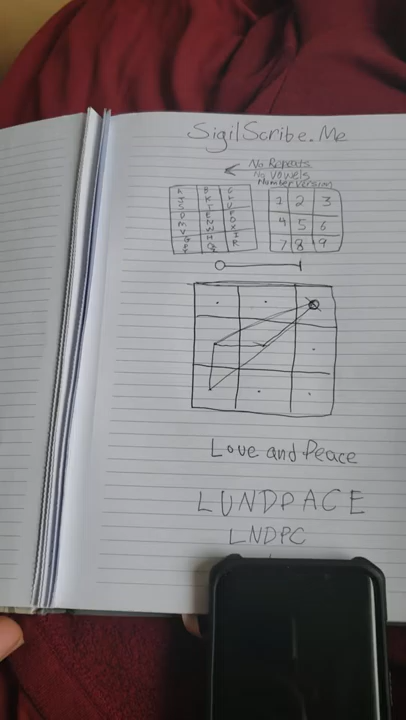 SigilScribe.Me
No Repeats
No Vowels
Number Version
1 2 3
4 5 6
7 8 9
Love and Peace
LUNDPACE
LNDPC